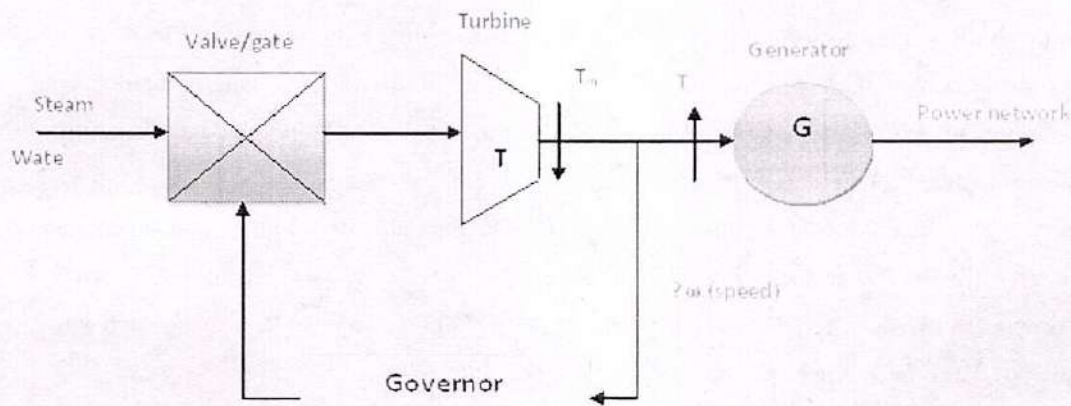 Turbine
Valve/gate
Generator
Steam
Wate
T
Tm
T
G
Power network
?ω (speed)
Governor